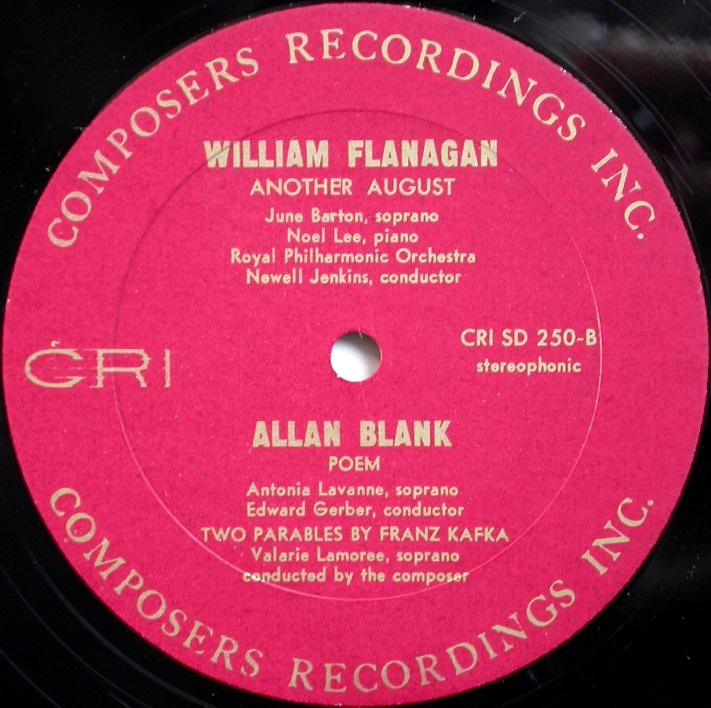 COMPOSERS RECORDINGS INC.
WILLIAM FLANAGAN
ANOTHER AUGUST
June Barton, soprano
Noel Lee, piano
Royal Philharmonic Orchestra
Newell Jenkins, conductor
CRI
CRI SD 250-B
stereophonic
ALLAN BLANK
POEM
Antonia Lavanne, soprano
Edward Gerber, conductor
TWO PARABLES BY FRANZ KAFKA
Valarie Lamoree, soprano
conducted by the composer
COMPOSERS RECORDINGS INC.